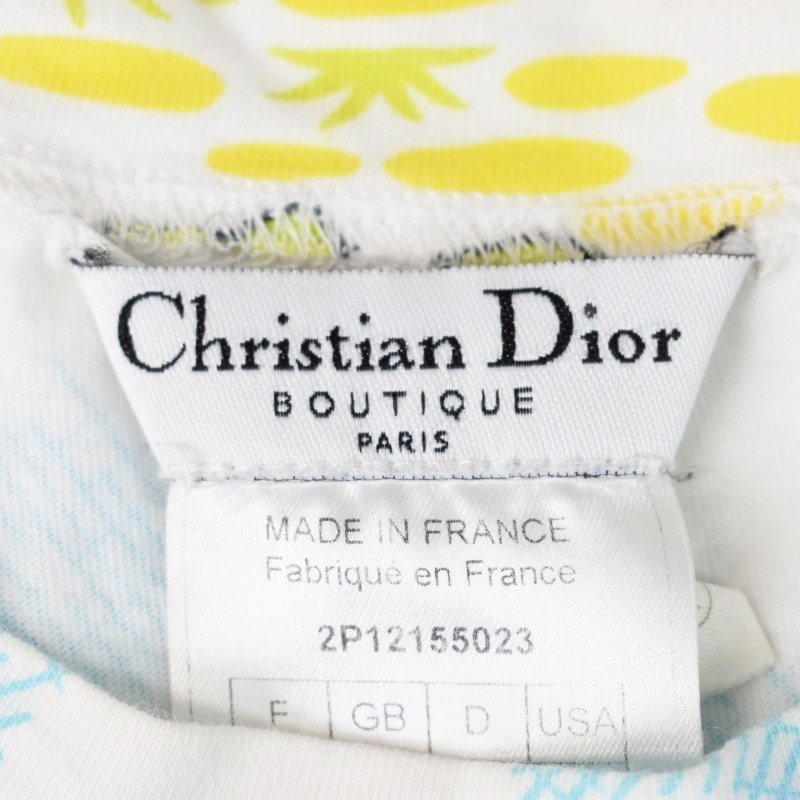 Christian Dior
BOUTIQUE
PARIS
MADE IN FRANCE
Fabriqué en France
2P12155023
F GB D USA